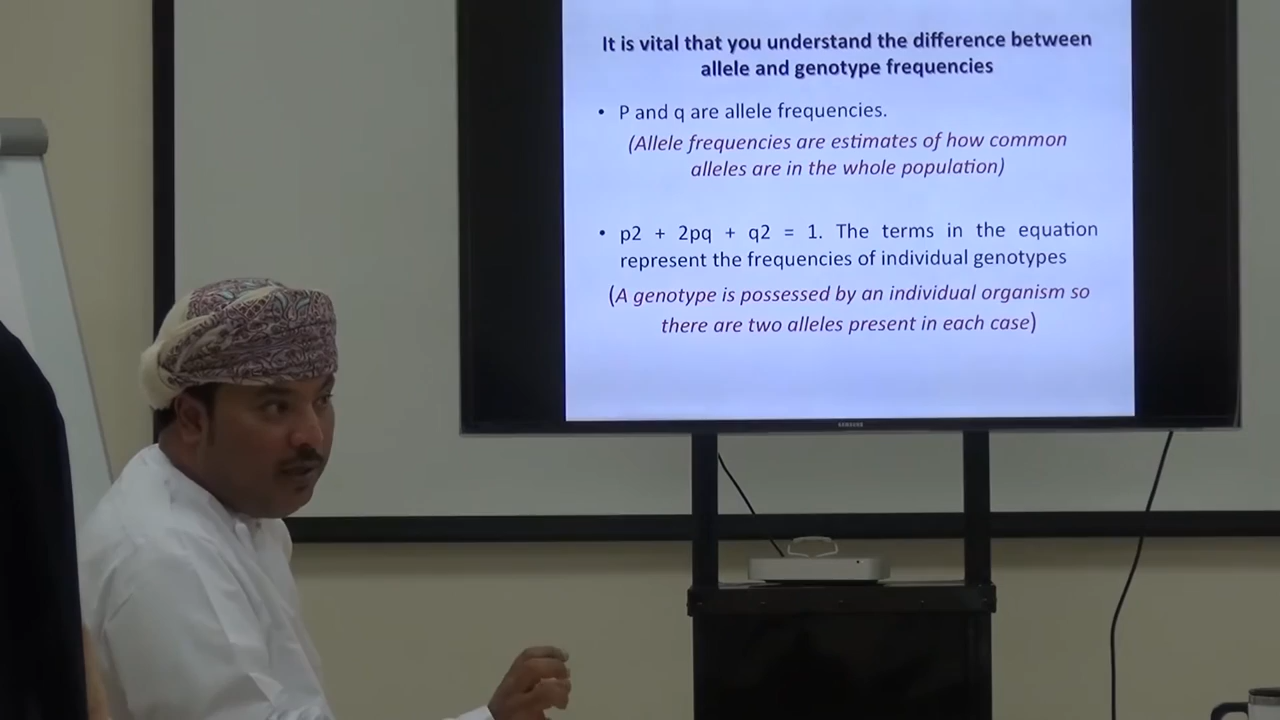 It is vital that you understand the difference between
allele and genotype frequencies
• P and q are allele frequencies.
(Allele frequencies are estimates of how common
alleles are in the whole population)
• p2 + 2pq + q2 = 1. The terms in the equation
represent the frequencies of individual genotypes
(A genotype is possessed by an individual organism so
there are two alleles present in each case)
SAMSUNG